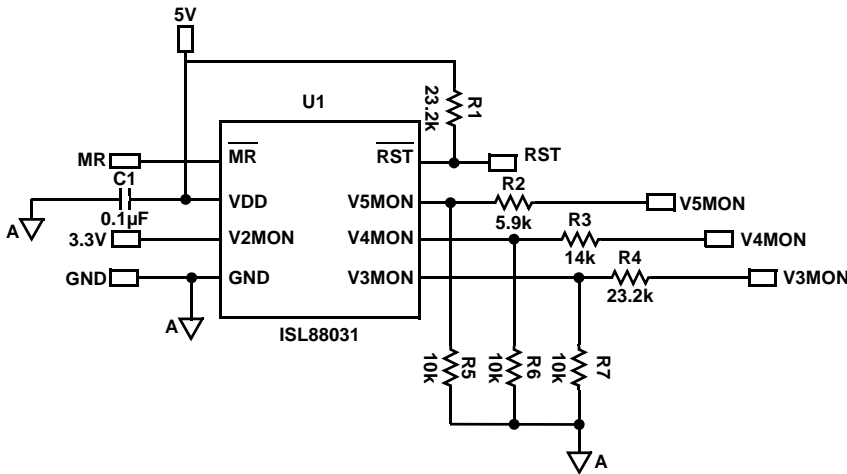 5V
U1
23.2k
R1
MR
MR
RST
RST
C1
0.1µF
A
VDD
V5MON
R2
5.9k
V5MON
3.3V
V2MON
V4MON
R3
14k
V4MON
GND
GND
V3MON
R4
23.2k
V3MON
A
ISL88031
10k
R5
10k
R6
10k
R7
A